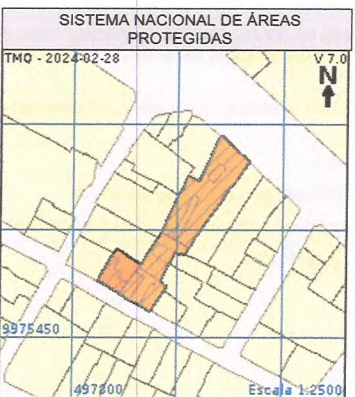 SISTEMA NACIONAL DE ÁREAS
PROTEGIDAS
TMQ - 2024-02-28
V 7.0
N
9975450
497800
Escala 1:2500